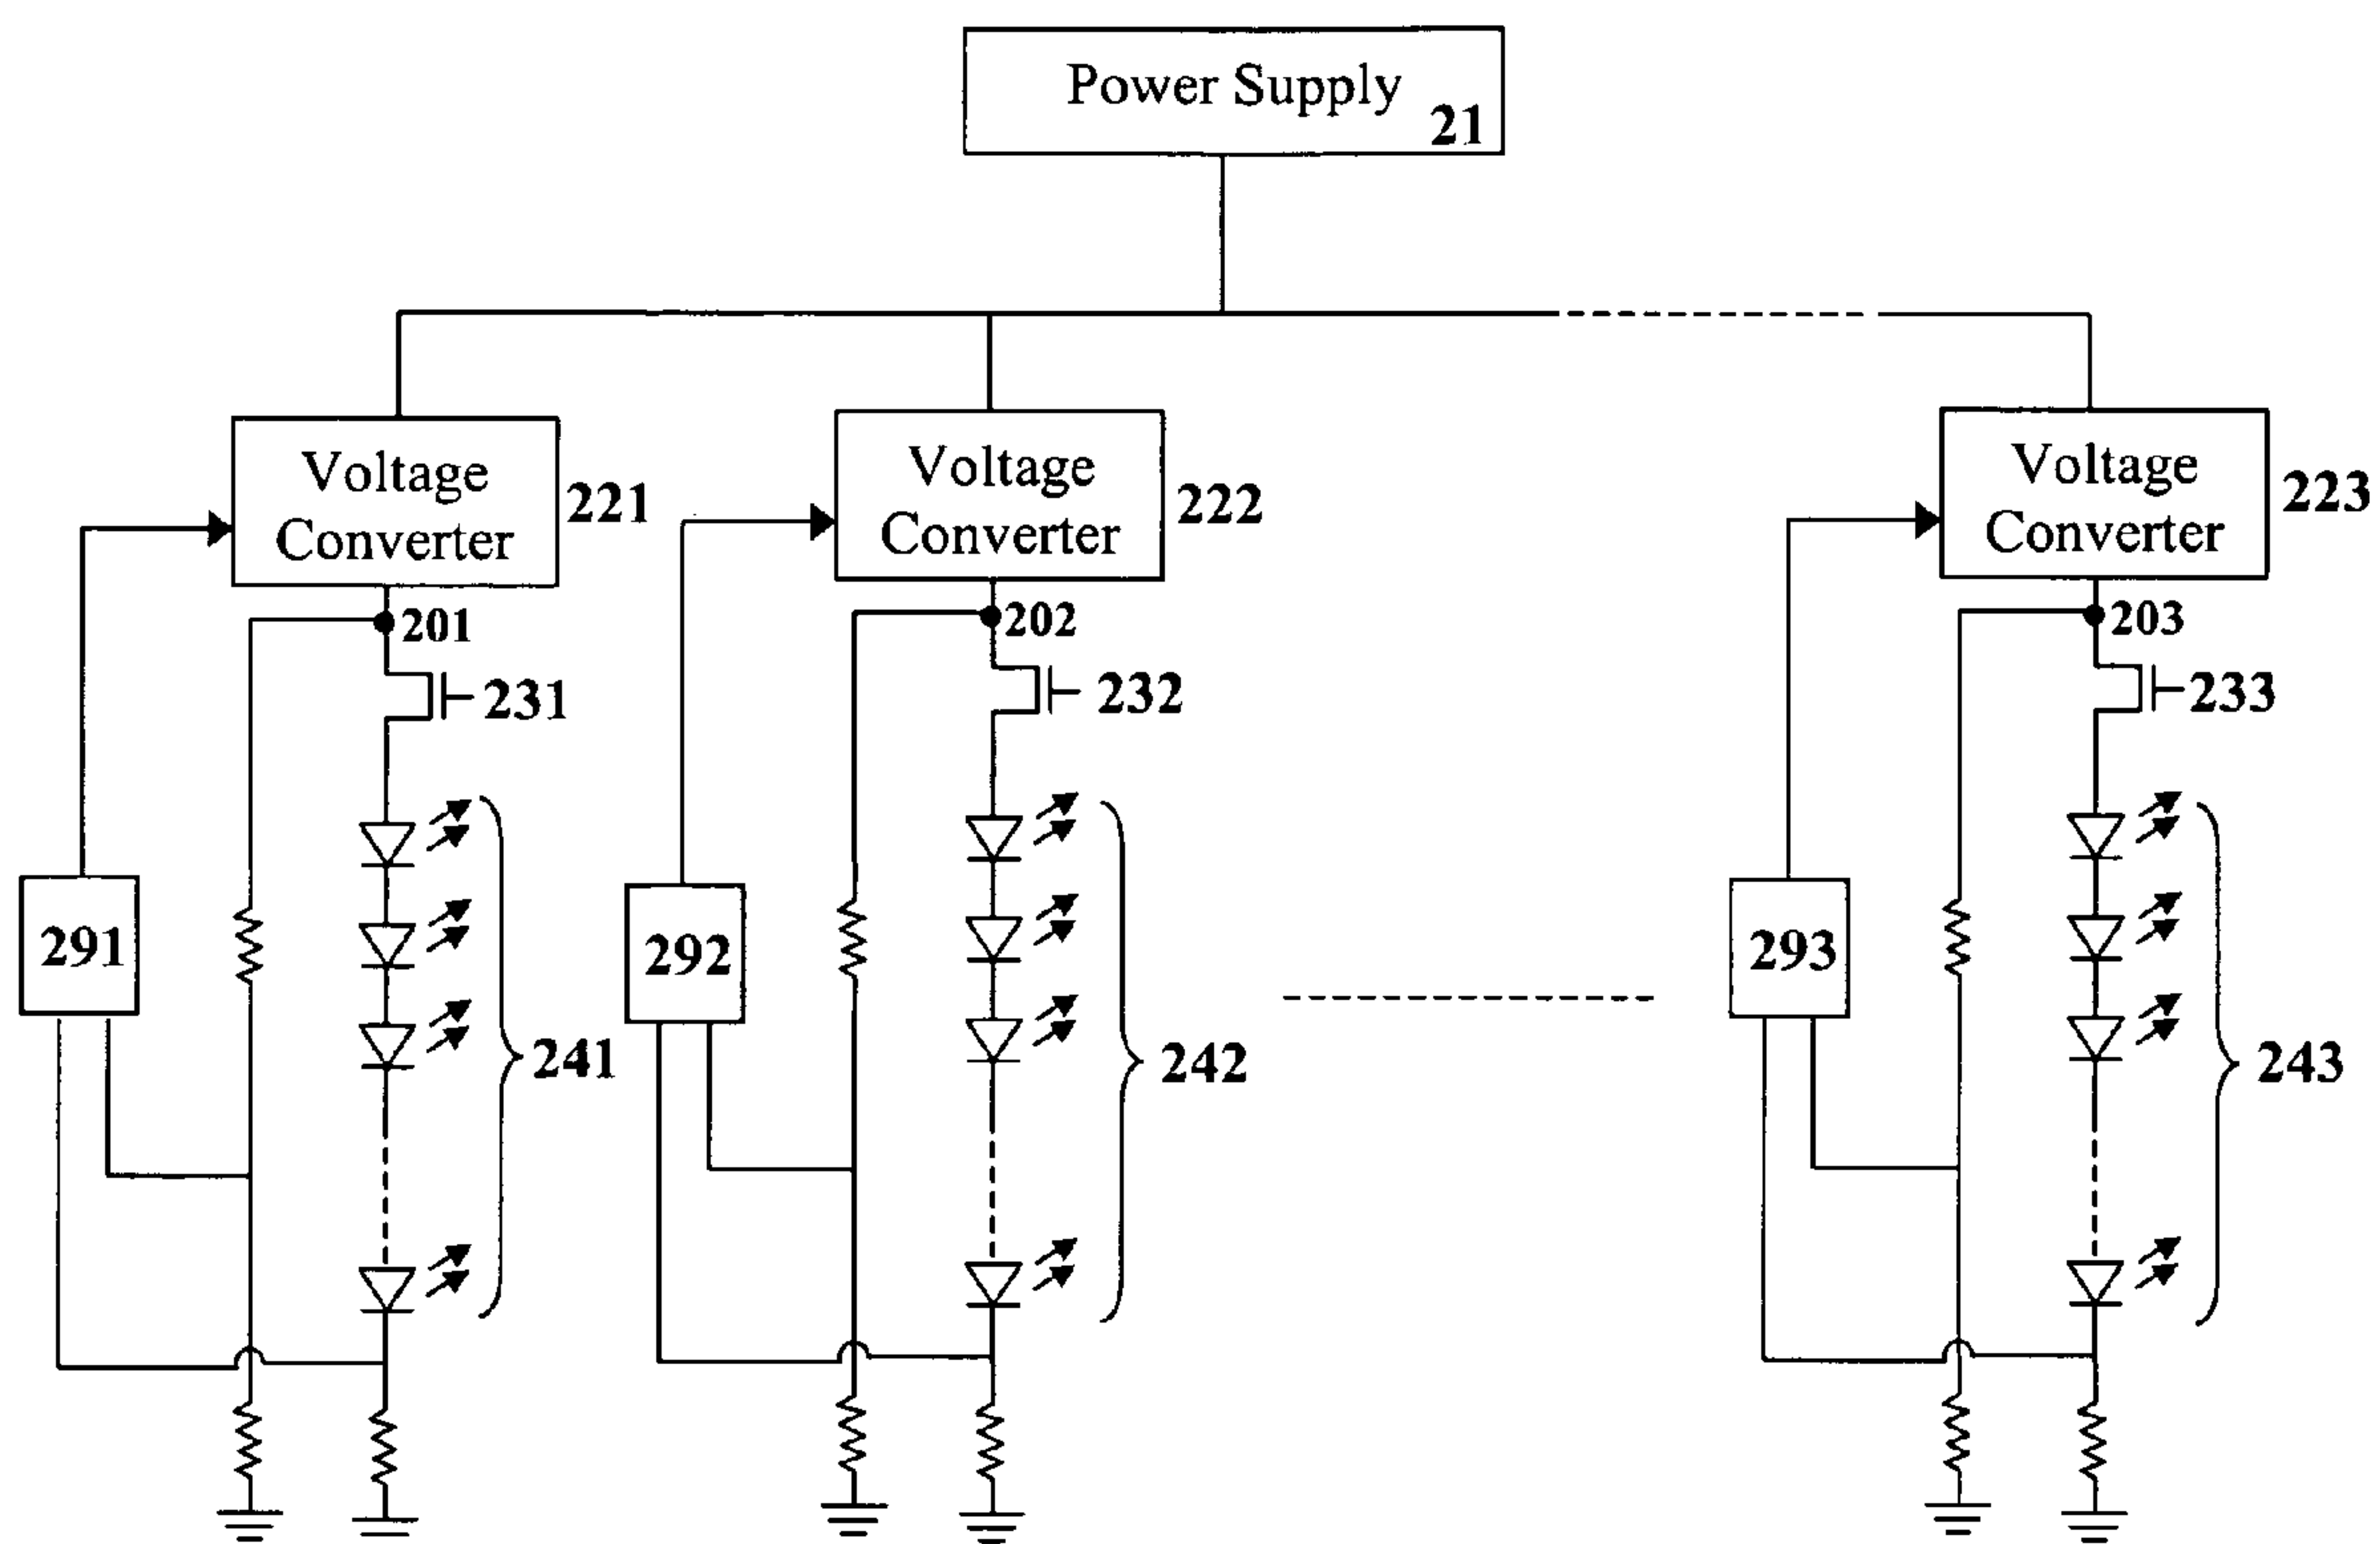 Power Supply
21
Voltage
Converter
221
Voltage
Converter
222
Voltage
Converter
223
201
202
203
231
232
233
291
292
293
241
242
243